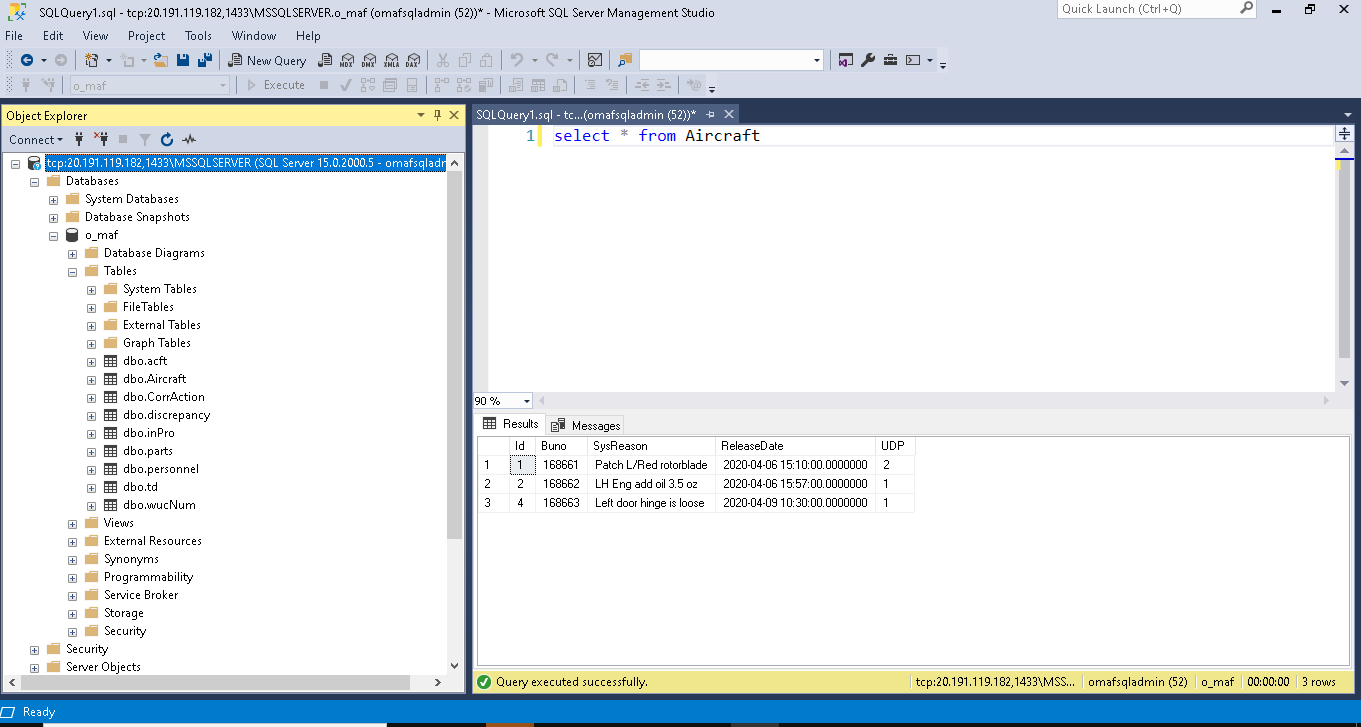 SQLQuery1.sql - tcp:20.191.119.182,1433\MSSQLSERVER.o_maf (omafsqladmin (52))* - Microsoft SQL Server Management Studio
Quick Launch (Ctrl+Q)
File Edit View Project Tools Window Help
New Query MDX DMX XMLA DAX
o_maf Execute
Object Explorer
Connect
tcp:20.191.119.182,1433\MSSQLSERVER (SQL Server 15.0.2000.5 - omafsqladr
Databases
System Databases
Database Snapshots
o_maf
Database Diagrams
Tables
System Tables
FileTables
External Tables
Graph Tables
dbo.acft
dbo.Aircraft
dbo.CorrAction
dbo.discrepancy
dbo.inPro
dbo.parts
dbo.personnel
dbo.td
dbo.wucNum
Views
External Resources
Synonyms
Programmability
Service Broker
Storage
Security
Security
Server Objects
SQLQuery1.sql - tc...(omafsqladmin (52))*
1 select * from Aircraft
90 %
Results Messages
Id Buno SysReason ReleaseDate UDP
1 1 168661 Patch L/Red rotorblade 2020-04-06 15:10:00.0000000 2
2 2 168662 LH Eng add oil 3.5 oz 2020-04-06 15:57:00.0000000 1
3 4 168663 Left door hinge is loose 2020-04-09 10:30:00.0000000 1
Query executed successfully. tcp:20.191.119.182,1433\MSS... omafsqladmin (52) o_maf 00:00:00 3 rows
Ready